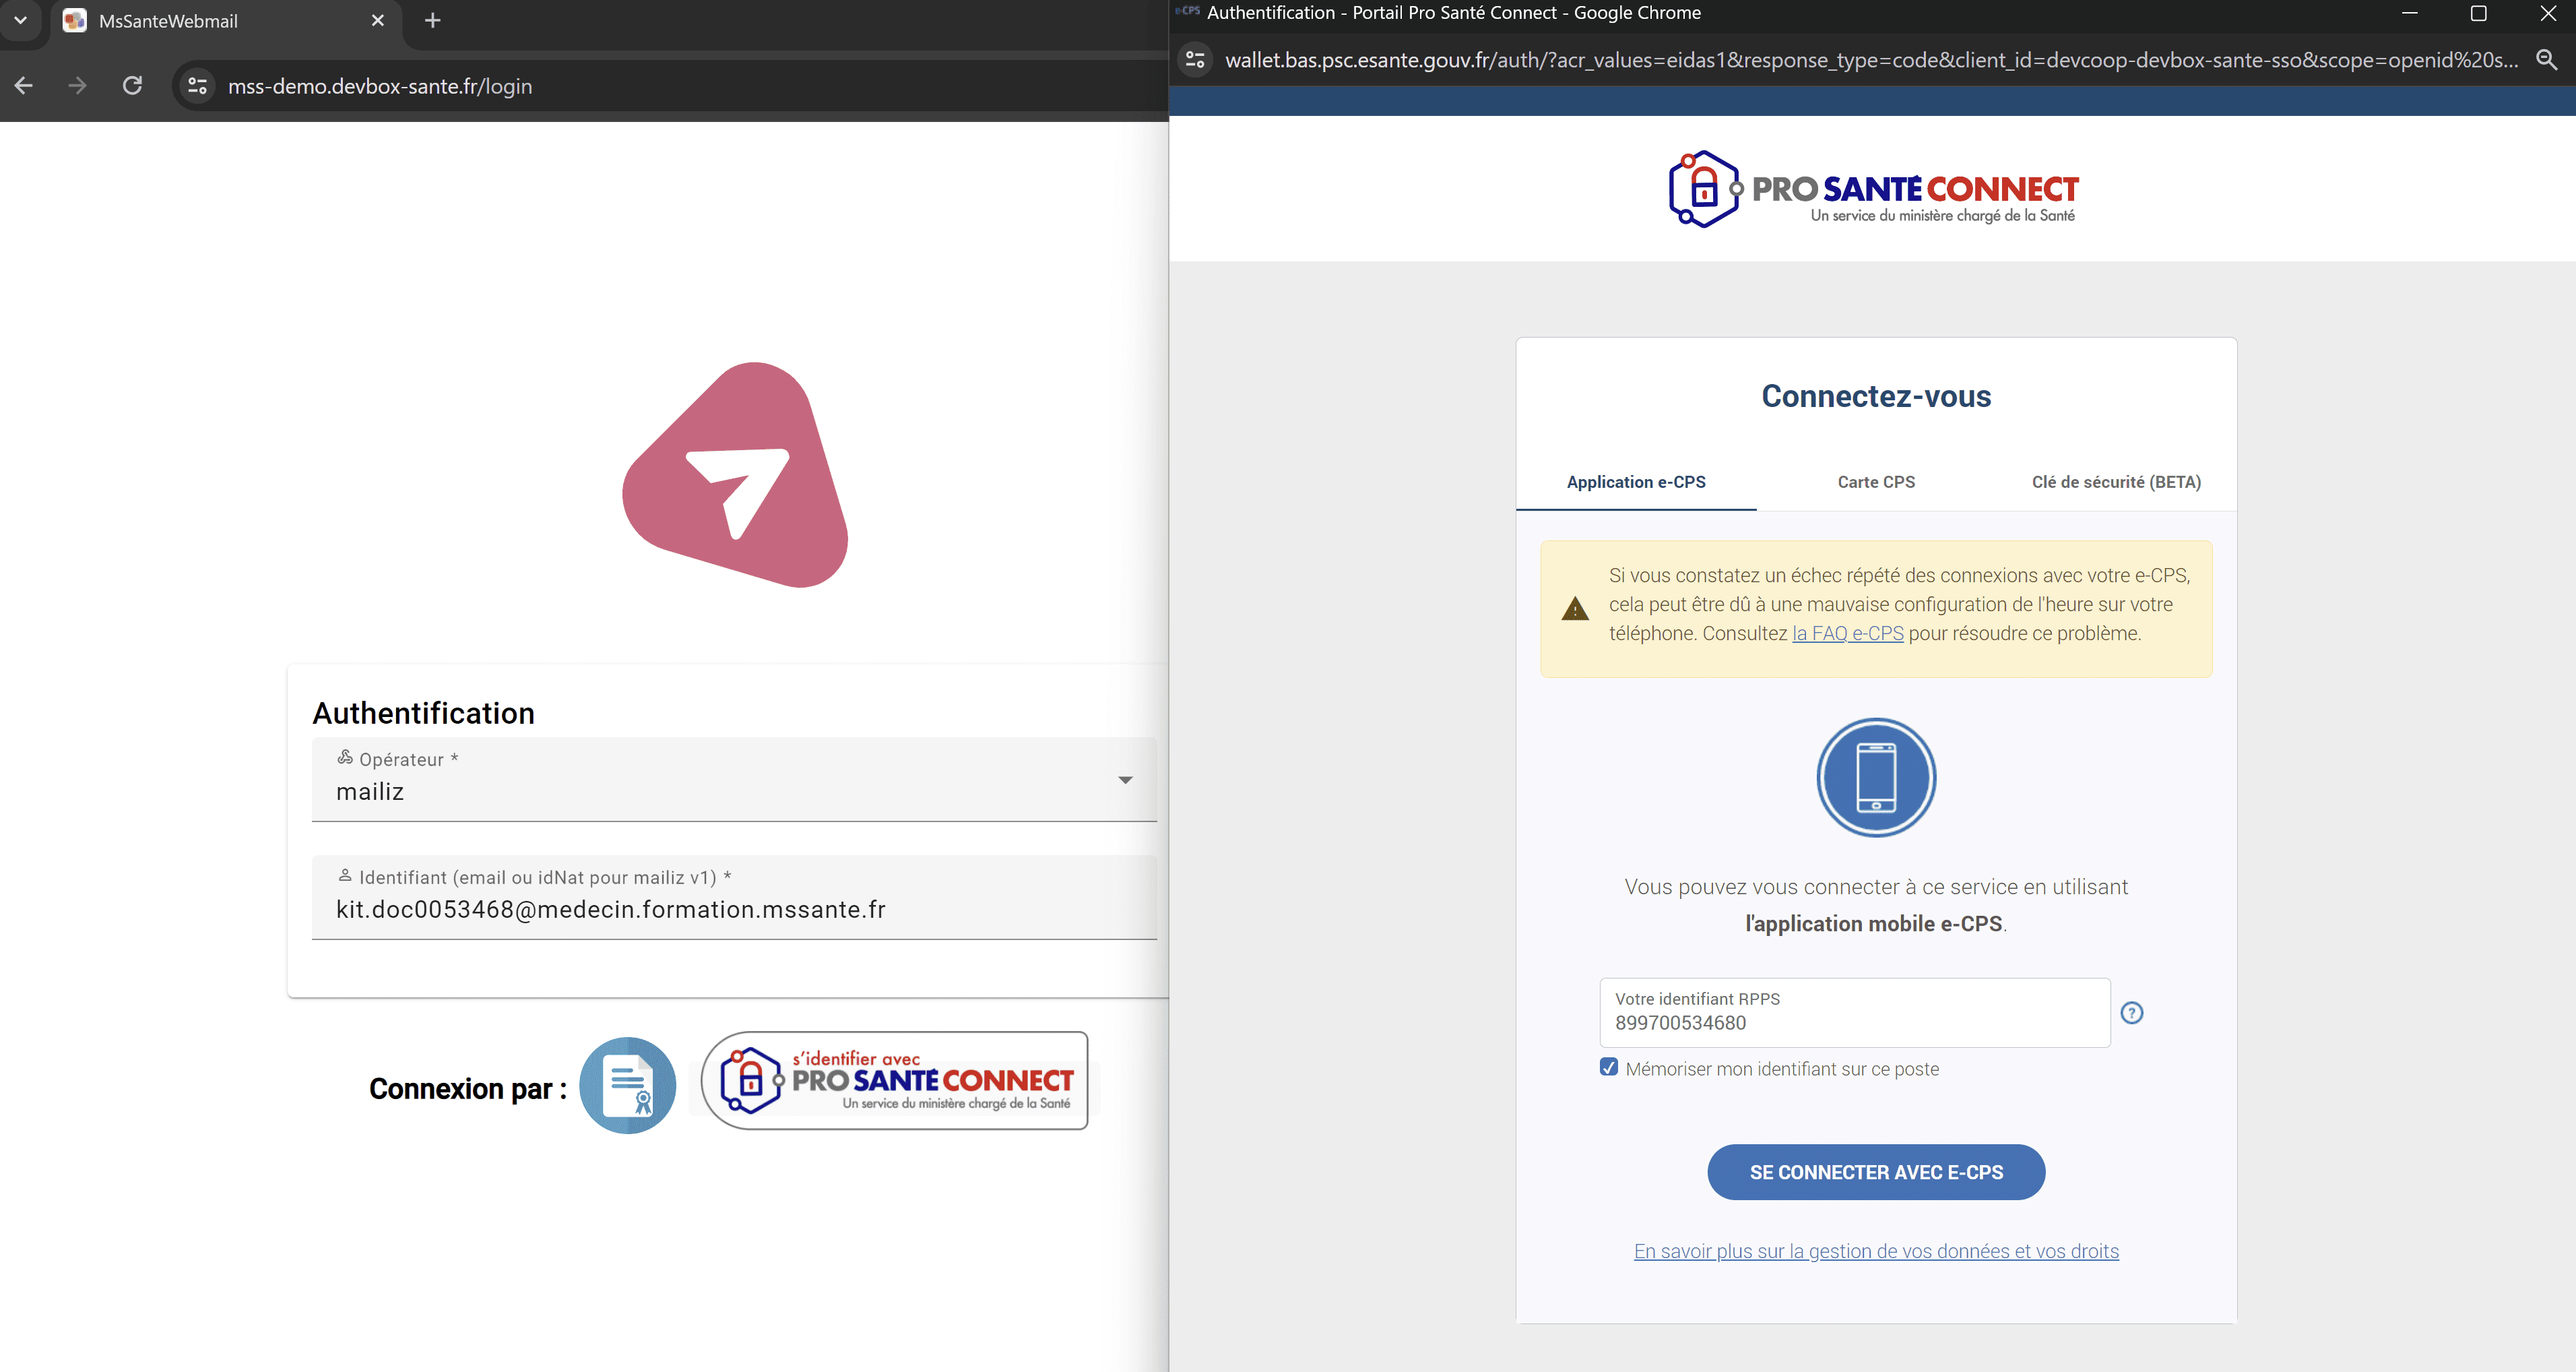 MsSanteWebmail
mss-demo.devbox-sante.fr/login
Authentification
Opérateur *
mailiz
Identifiant (email ou idNat pour mailiz v1) *
kit.doc0053468@medecin.formation.mssante.fr
Connexion par :
s'identifier avec
PRO SANTÉ CONNECT
Un service du ministère chargé de la Santé
e-CPS Authentification - Portail Pro Santé Connect - Google Chrome
wallet.bas.psc.esante.gouv.fr/auth/?acr_values=eidas1&response_type=code&client_id=devcoop-devbox-sante-sso&scope=openid%20s...
PRO SANTÉ CONNECT
Un service du ministère chargé de la Santé
Connectez-vous
Application e-CPS Carte CPS Clé de sécurité (BETA)
Si vous constatez un échec répété des connexions avec votre e-CPS,
cela peut être dû à une mauvaise configuration de l'heure sur votre
téléphone. Consultez la FAQ e-CPS pour résoudre ce problème.
Vous pouvez vous connecter à ce service en utilisant
l'application mobile e-CPS.
Votre identifiant RPPS
899700534680
Mémoriser mon identifiant sur ce poste
SE CONNECTER AVEC E-CPS
En savoir plus sur la gestion de vos données et vos droits